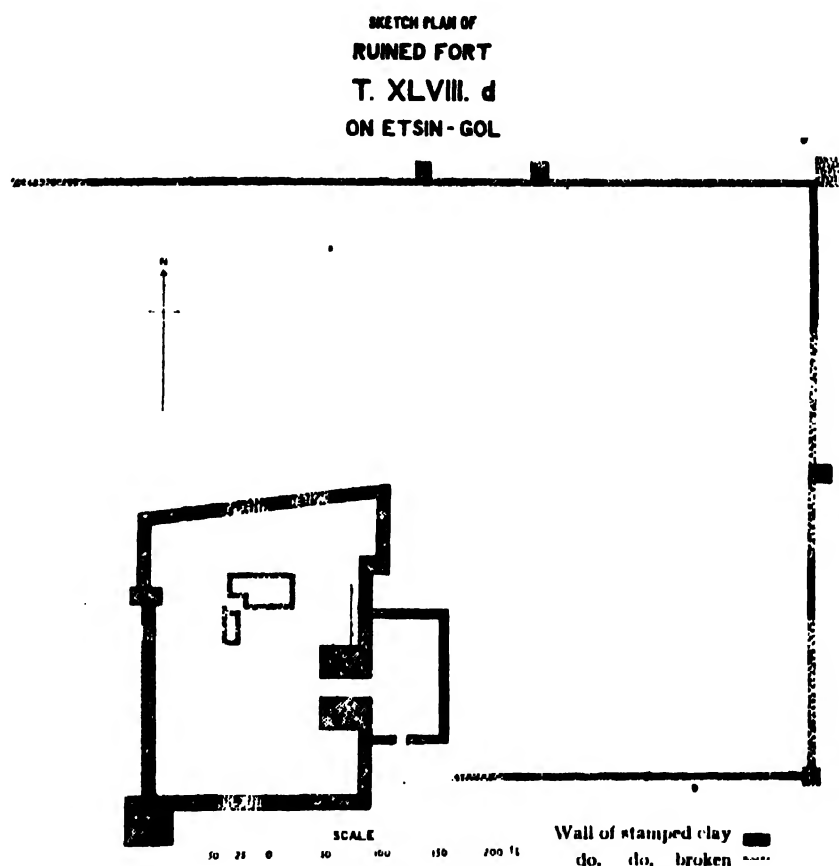 SKETCH PLAN OF
RUINED FORT
T. XLVIII. d
ON ETSIN-GOL
N
SCALE
50 25 0 50 100 150 200 ft
Wall of stamped clay
do. do. broken